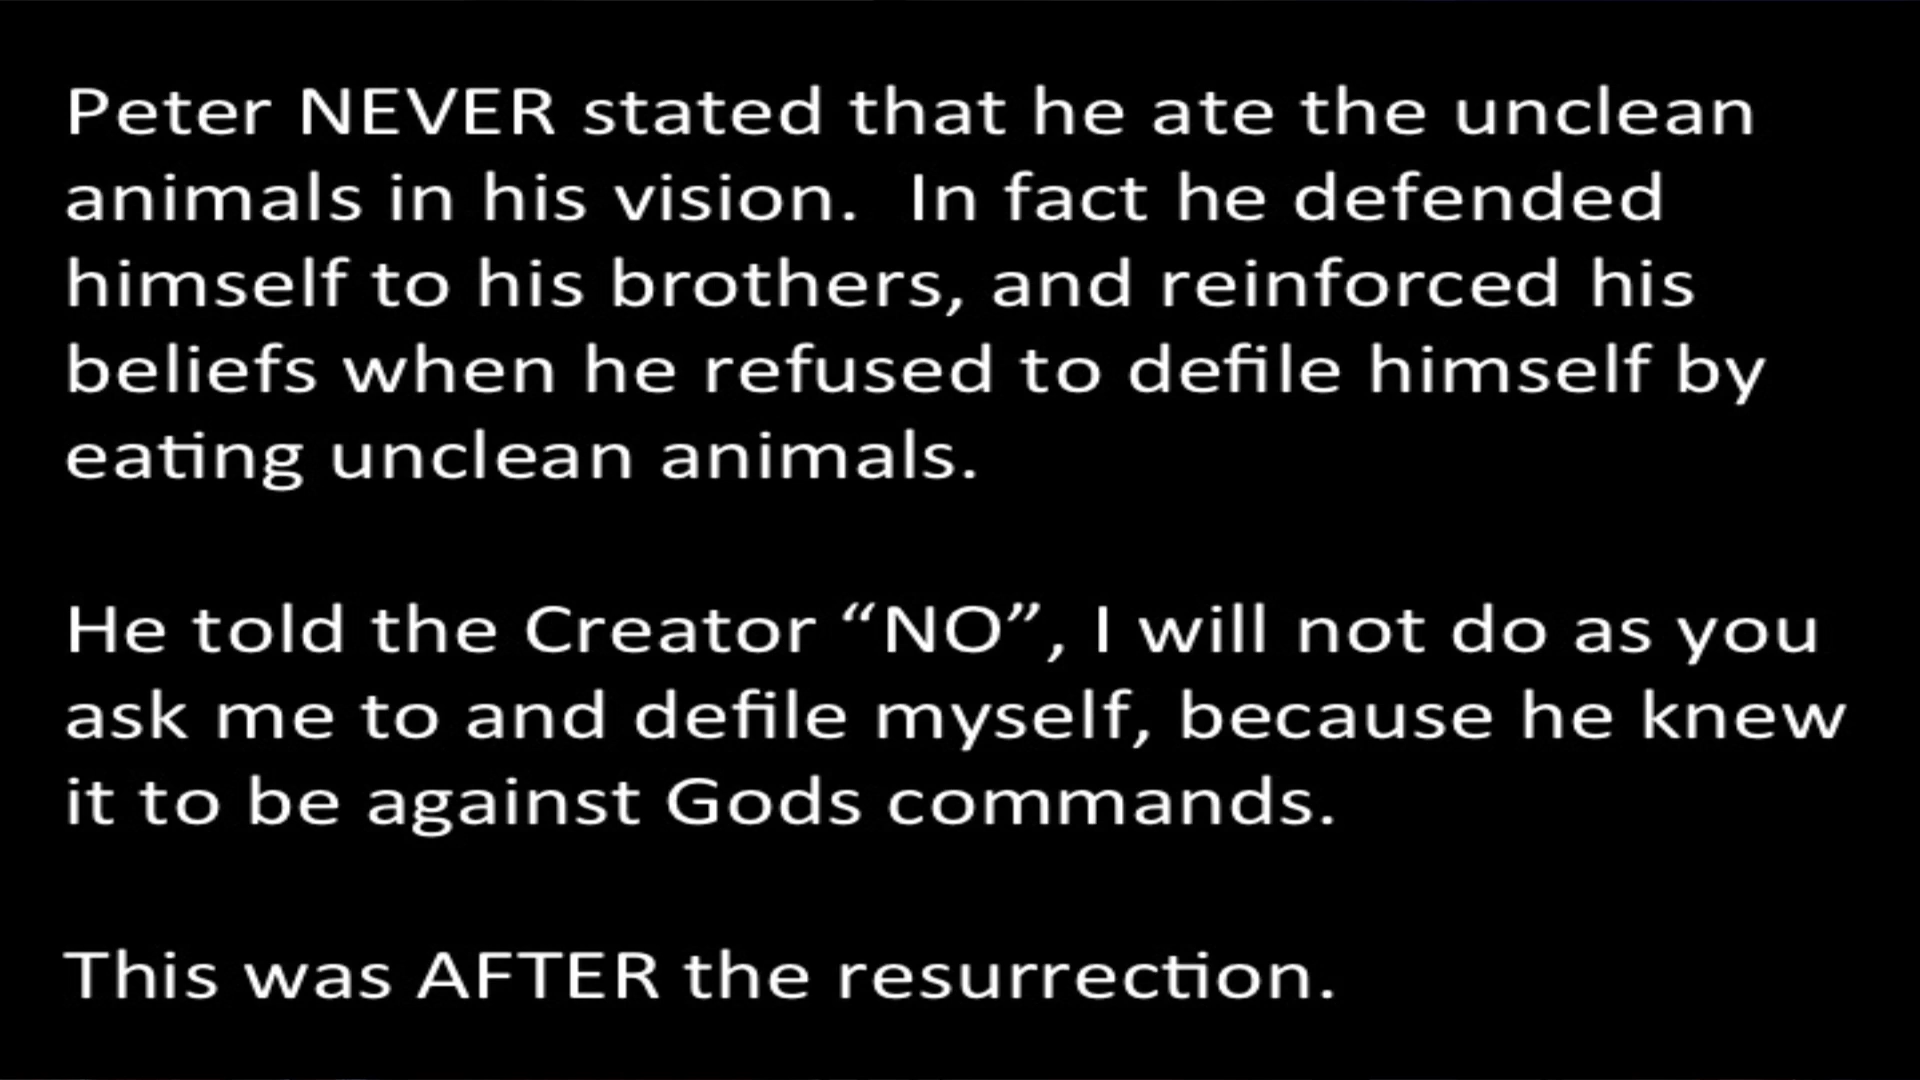 Peter NEVER stated that he ate the unclean
animals in his vision.  In fact he defended
himself to his brothers, and reinforced his
beliefs when he refused to defile himself by
eating unclean animals.
He told the Creator “NO”, I will not do as you
ask me to and defile myself, because he knew
it to be against Gods commands.
This was AFTER the resurrection.